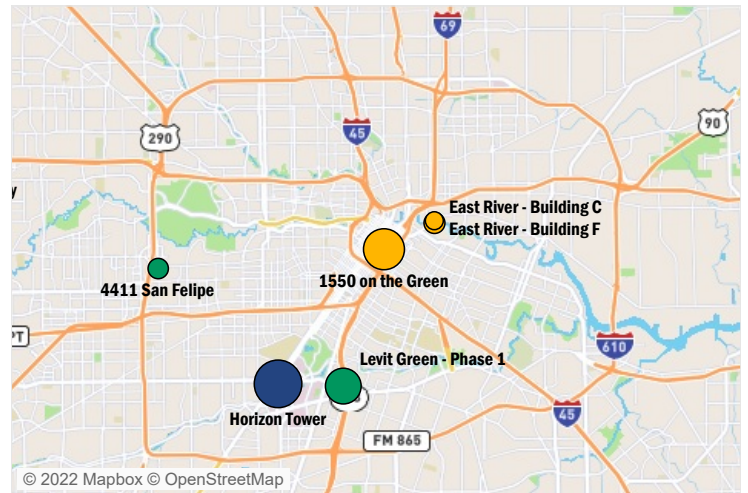 69
90
45
290
y
East River - Building C
East River - Building F
4411 San Felipe
1550 on the Green
PT
610
Levit Green - Phase 1
Horizon Tower
45
FM 865
© 2022 Mapbox © OpenStreetMap